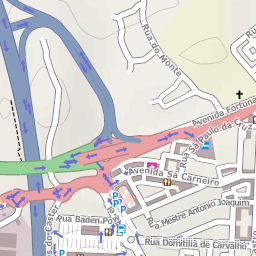 Rua do Monte
Avenida Fortuna
Rua São Paulo da Cruz
Avenida Sá Carneiro
Rua Baden Po
Rua Mestre António Joaquim
Rua Domitília de Carvalho
P
P
P
P